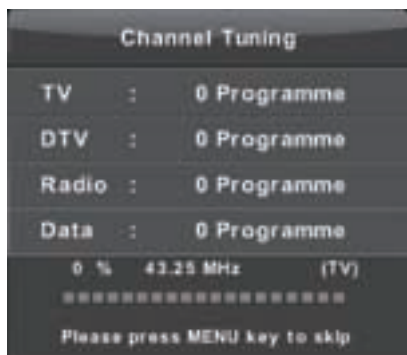 Channel Tuning
TV : 0 Programme
DTV : 0 Programme
Radio : 0 Programme
Data : 0 Programme
0 % 43.25 MHz (TV)
Please press MENU key to skip